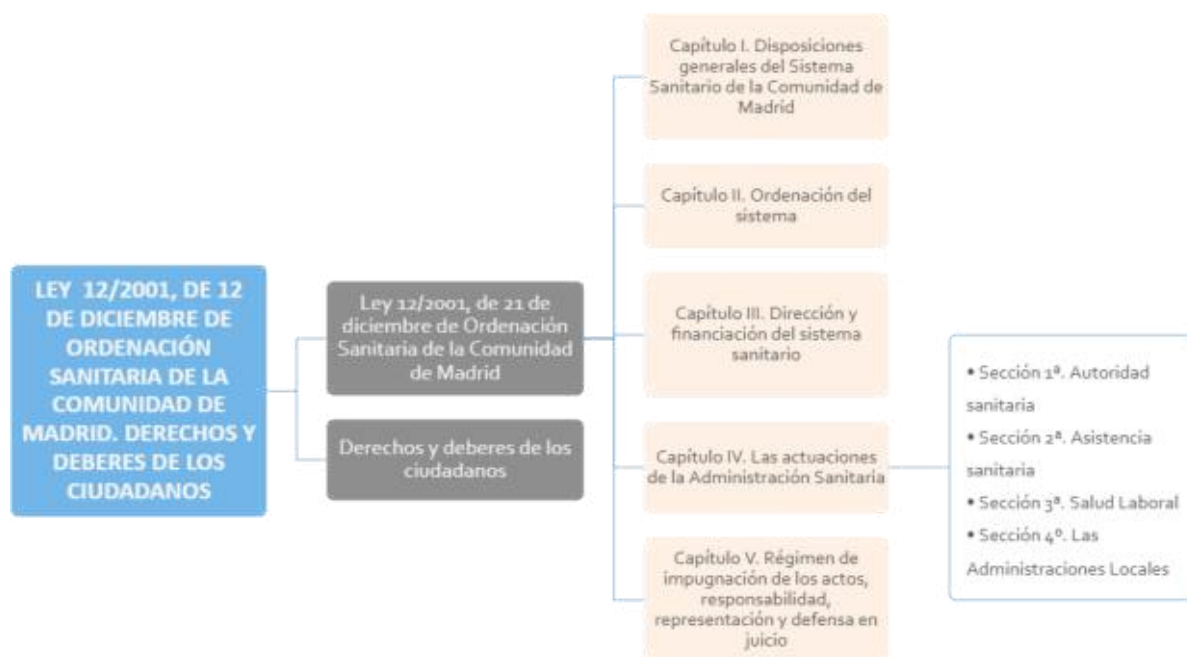 LEY 12/2001, DE 12
DE DICIEMBRE DE
ORDENACIÓN
SANITARIA DE LA
COMUNIDAD DE
MADRID. DERECHOS Y
DEBERES DE LOS
CIUDADANOS
Ley 12/2001, de 21 de
diciembre de Ordenación
Sanitaria de la Comunidad
de Madrid
Derechos y deberes de los
ciudadanos
Capítulo I. Disposiciones
generales del Sistema
Sanitario de la Comunidad de
Madrid
Capítulo II. Ordenación del
sistema
Capítulo III. Dirección y
financiación del sistema
sanitario
Capítulo IV. Las actuaciones
de la Administración Sanitaria
Capítulo V. Régimen de
impugnación de los actos,
responsabilidad,
representación y defensa en
juicio
• Sección 1ª. Autoridad
sanitaria
• Sección 2ª. Asistencia
sanitaria
• Sección 3ª. Salud Laboral
• Sección 4º. Las
Administraciones Locales